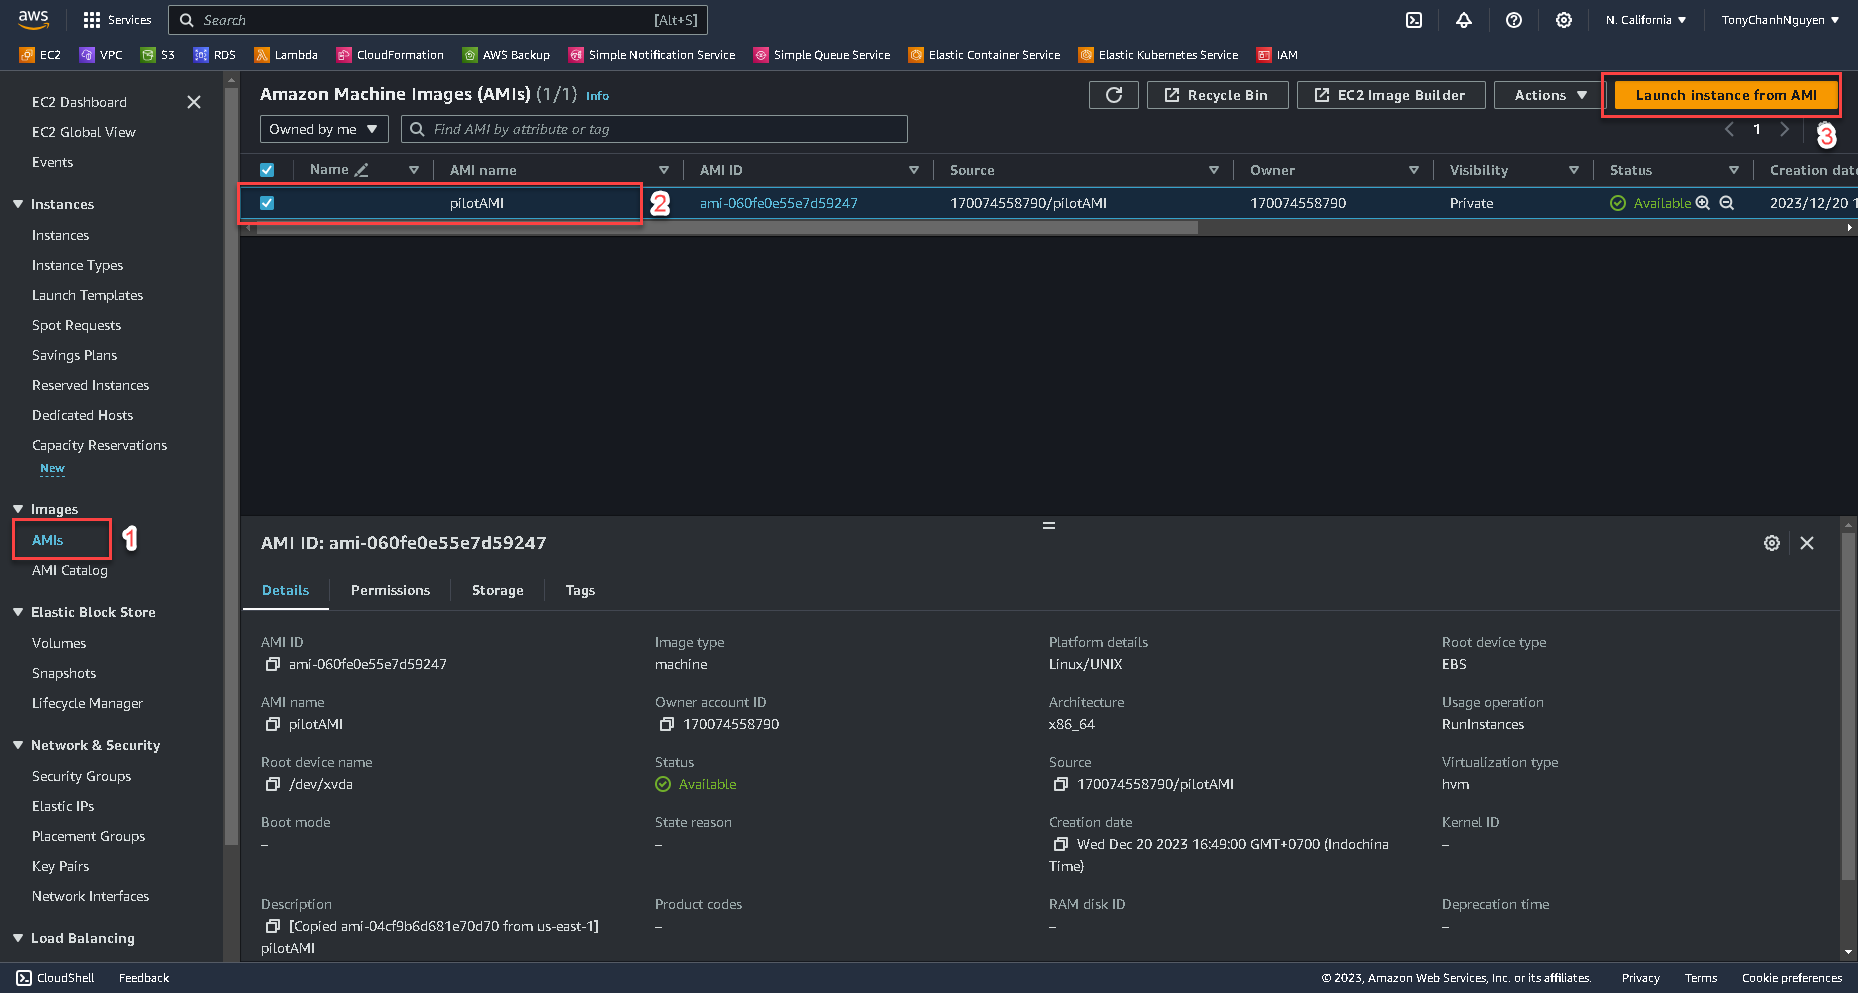 aws
Services
Search [Alt+S]
N. California
TonyChanhNguyen
EC2 VPC S3 RDS Lambda CloudFormation AWS Backup Simple Notification Service Simple Queue Service Elastic Container Service Elastic Kubernetes Service IAM
EC2 Dashboard
EC2 Global View
Events
Instances
Instances
Instance Types
Launch Templates
Spot Requests
Savings Plans
Reserved Instances
Dedicated Hosts
Capacity Reservations
New
Images
AMIs
1
AMI Catalog
Elastic Block Store
Volumes
Snapshots
Lifecycle Manager
Network & Security
Security Groups
Elastic IPs
Placement Groups
Key Pairs
Network Interfaces
Load Balancing
Amazon Machine Images (AMIs) (1/1) Info
Recycle Bin
EC2 Image Builder
Actions
Launch instance from AMI
Owned by me
Find AMI by attribute or tag
1
3
Name AMI name AMI ID Source Owner Visibility Status Creation date
pilotAMI 2 ami-060fe0e55e7d59247 170074558790/pilotAMI 170074558790 Private Available 2023/12/20 1
AMI ID: ami-060fe0e55e7d59247
Details Permissions Storage Tags
AMI ID
ami-060fe0e55e7d59247
Image type
machine
Platform details
Linux/UNIX
Root device type
EBS
AMI name
pilotAMI
Owner account ID
170074558790
Architecture
x86_64
Usage operation
RunInstances
Root device name
/dev/xvda
Status
Available
Source
170074558790/pilotAMI
Virtualization type
hvm
Boot mode
–
State reason
–
Creation date
Wed Dec 20 2023 16:49:00 GMT+0700 (Indochina
Time)
Kernel ID
–
Description
[Copied ami-04cf9b6d681e70d70 from us-east-1]
pilotAMI
Product codes
–
RAM disk ID
–
Deprecation time
–
CloudShell Feedback
© 2023, Amazon Web Services, Inc. or its affiliates. Privacy Terms Cookie preferences